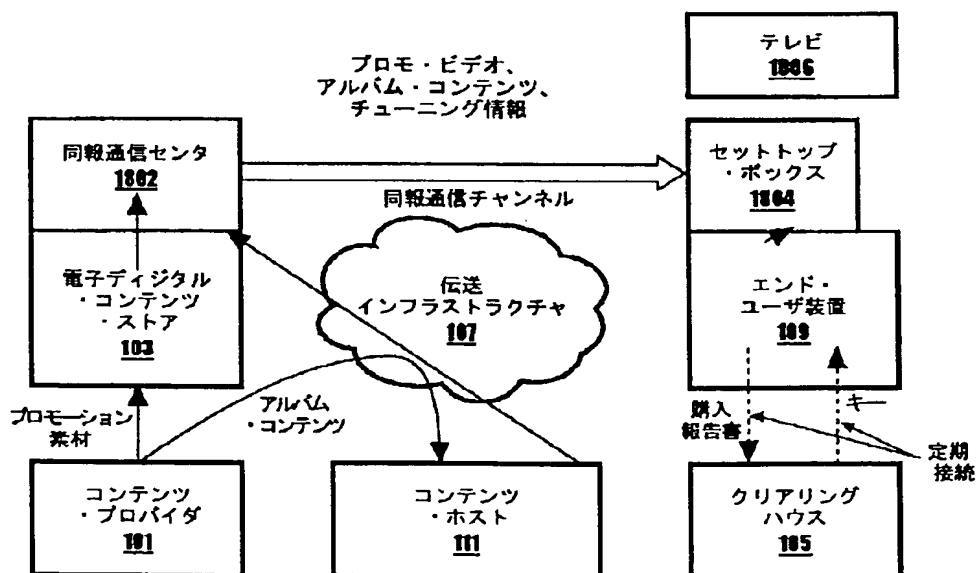 テレビ
1806
プロモ・ビデオ、
アルバム・コンテンツ、
チューニング情報
同報通信センタ
1802
セットトップ
・ボックス
1804
同報通信チャンネル
電子ディジタル
・コンテンツ
・ストア
103
伝送
インフラストラクチャ
107
エンド・
ユーザ装置
109
プロモーション
素材
アルバム
・コンテンツ
購入
報告書
キー
定期
接続
コンテンツ
・プロバイダ
101
コンテンツ
・ホスト
111
クリアリング
ハウス
105